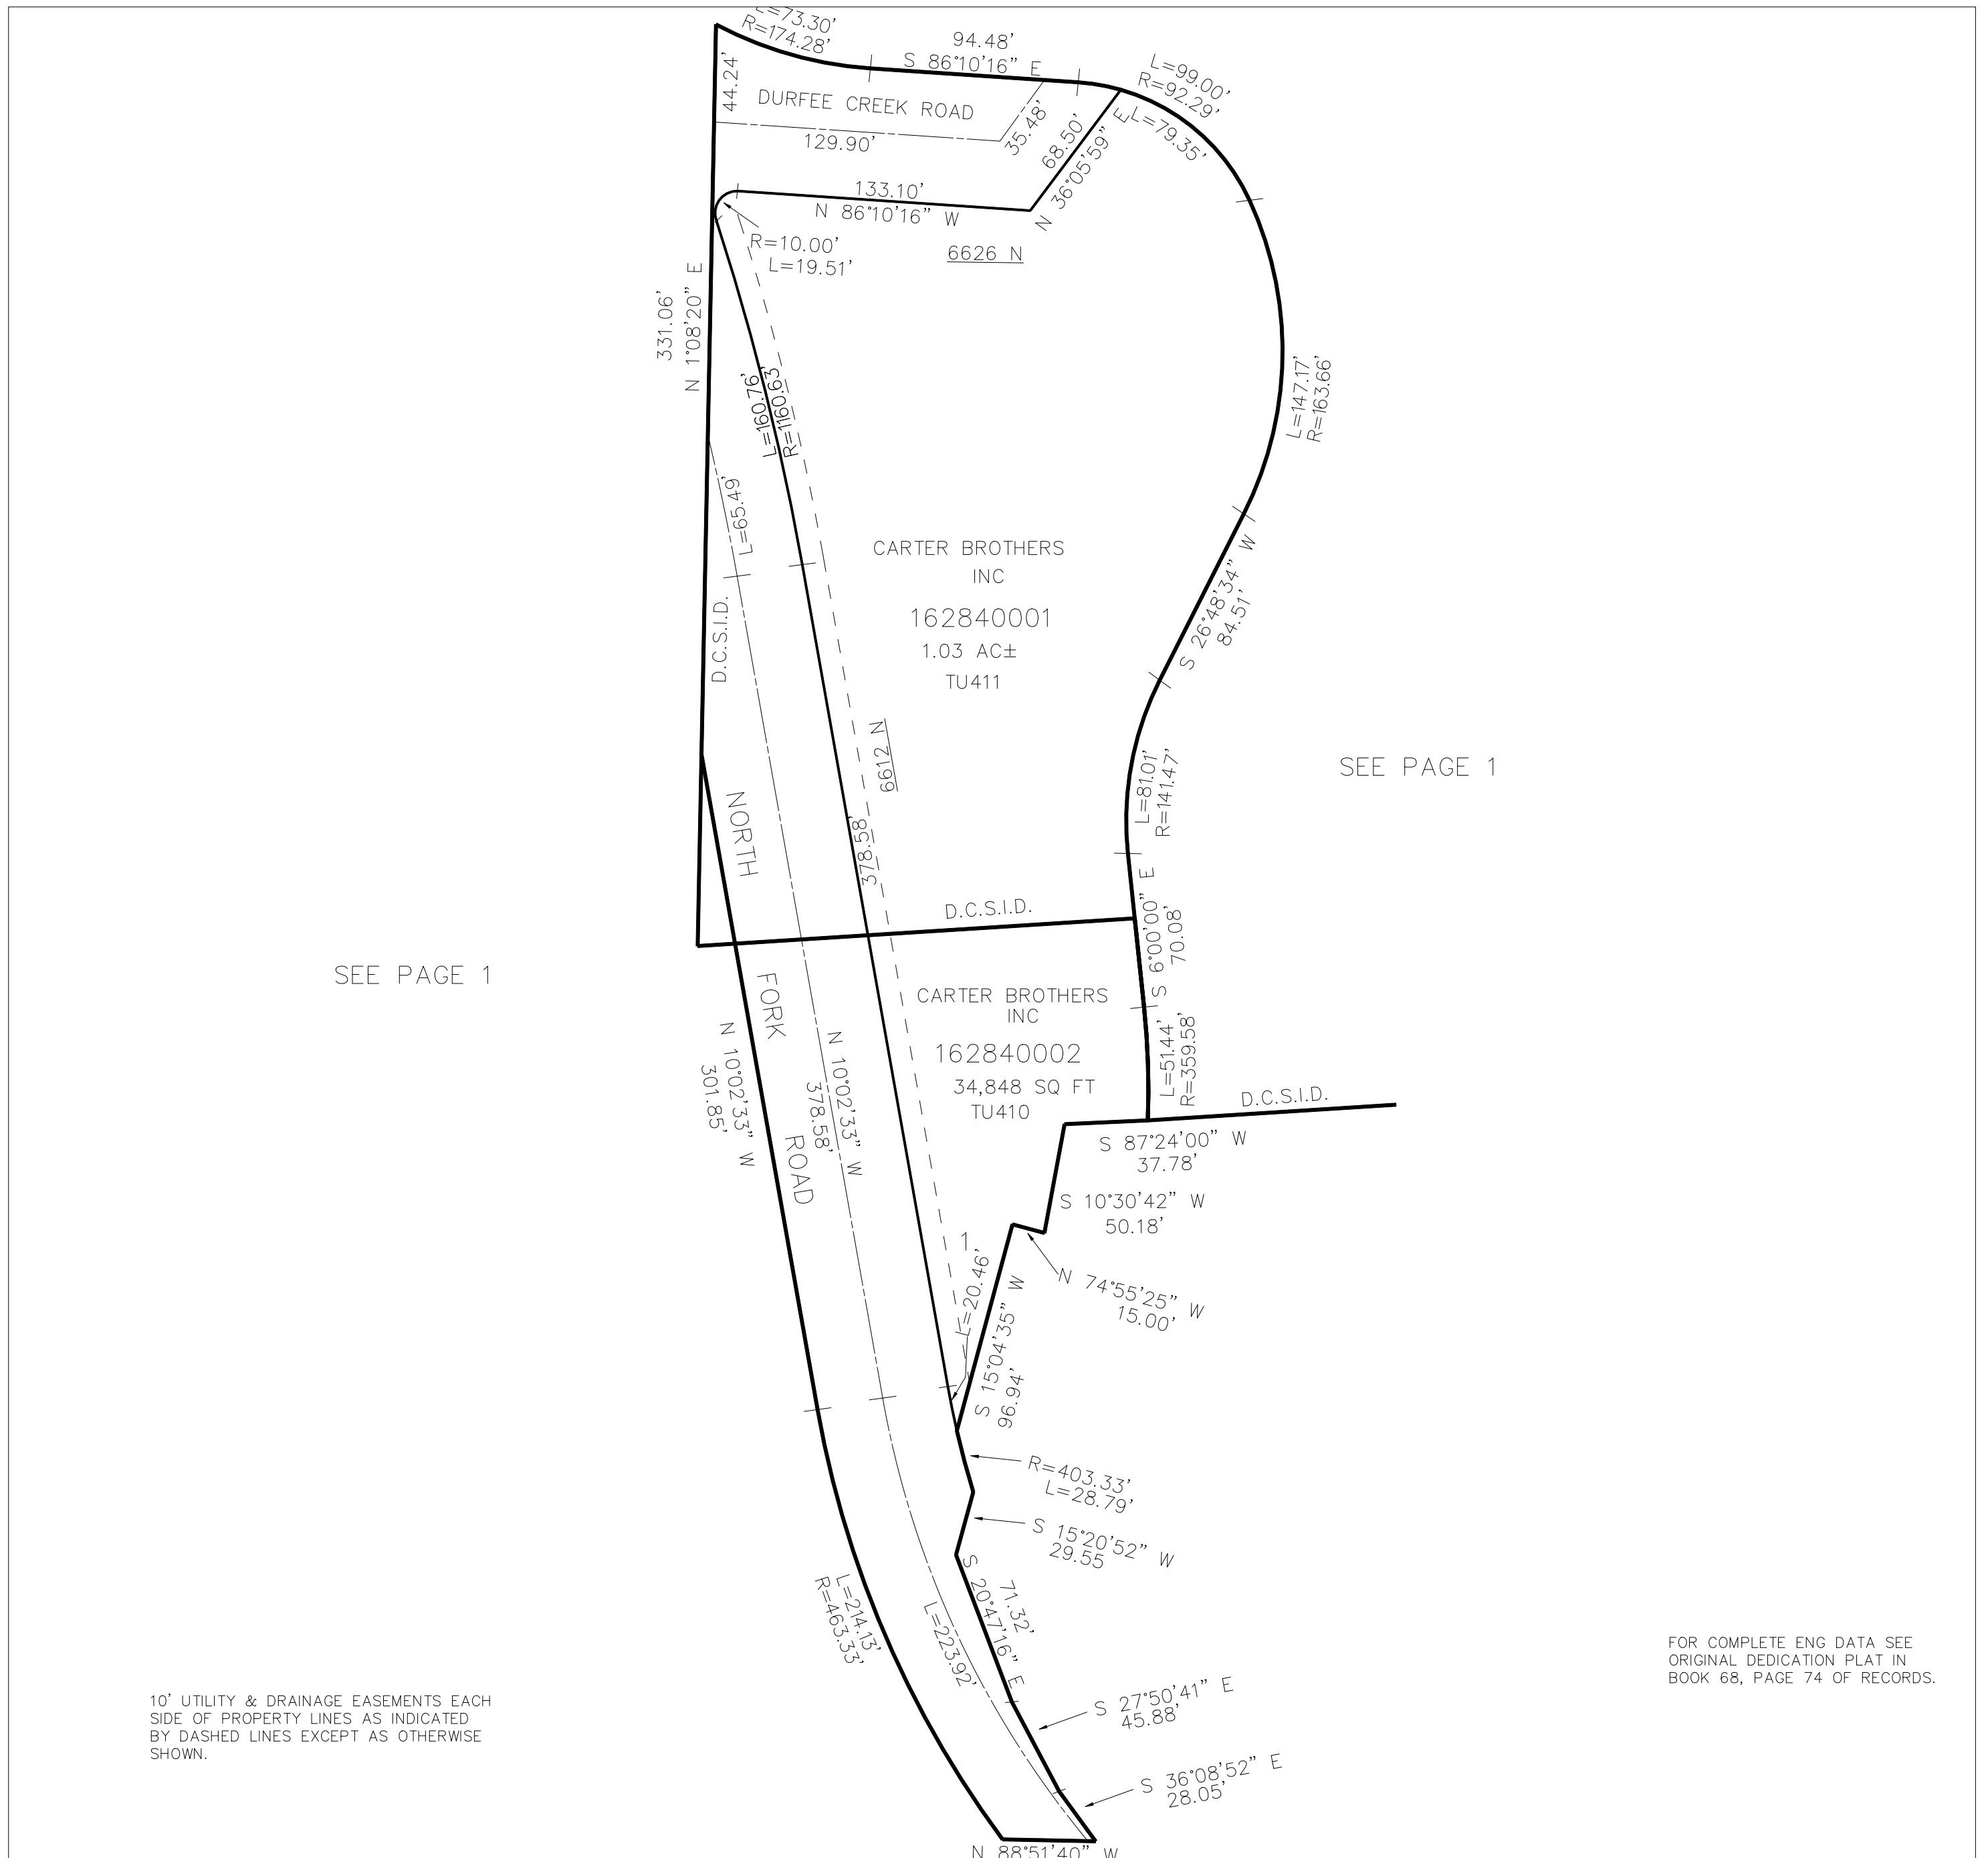 L=73.30'
R=174.28'
94.48'
S 86°10'16" E
L=99.00'
R=92.29'
44.24'
DURFEE CREEK ROAD
129.90'
35.48'
68.50'
N 36°05'59" E
L=79.35'
133.10'
N 86°10'16" W
R=10.00'
L=19.51'
6626 N
331.06'
N 1°08'20" E
L=160.76'
R=1160.63'
L=147.17'
R=163.66'
L=65.49'
D.C.S.I.D.
CARTER BROTHERS
INC
162840001
1.03 AC±
TU411
S 26°48'34" W
84.51'
6612 N
SEE PAGE 1
L=81.01'
R=141.47'
NORTH
378.58'
D.C.S.I.D.
S 6°00'00" E
70.08'
SEE PAGE 1
FORK
CARTER BROTHERS
INC
162840002
34,848 SQ FT
TU410
N 10°02'33" W
301.85'
N 10°02'33" W
378.58'
L=51.44'
R=359.58'
D.C.S.I.D.
S 87°24'00" W
37.78'
ROAD
S 10°30'42" W
50.18'
1
L=20.46'
N 74°55'25" W
15.00'
S 15°04'35" W
96.94'
R=403.33'
L=28.79'
S 15°20'52" W
29.55
71.32'
S 20°47'16" E
L=214.13'
R=463.33'
L=223.92'
S 27°50'41" E
45.88'
S 36°08'52" E
28.05'
N 88°51'40" W
10' UTILITY & DRAINAGE EASEMENTS EACH
SIDE OF PROPERTY LINES AS INDICATED
BY DASHED LINES EXCEPT AS OTHERWISE
SHOWN.
FOR COMPLETE ENG DATA SEE
ORIGINAL DEDICATION PLAT IN
BOOK 68, PAGE 74 OF RECORDS.